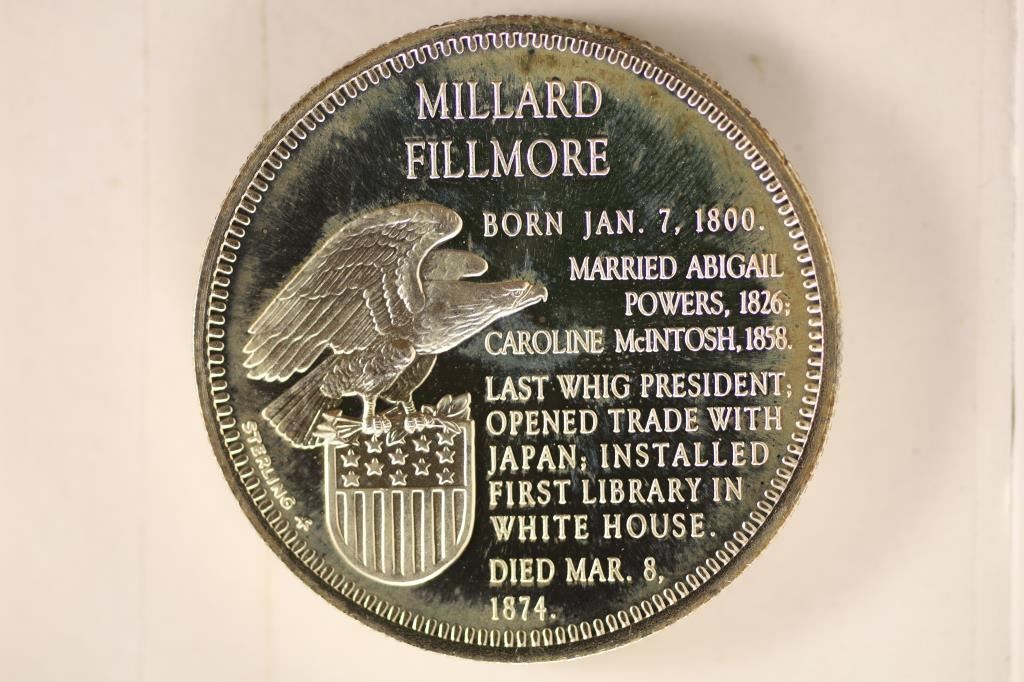 MILLARD
FILLMORE
BORN JAN. 7, 1800.
MARRIED ABIGAIL
POWERS, 1826;
CAROLINE McINTOSH, 1858.
LAST WHIG PRESIDENT;
OPENED TRADE WITH
JAPAN; INSTALLED
FIRST LIBRARY IN
WHITE HOUSE.
DIED MAR. 8,
1874.
STERLING